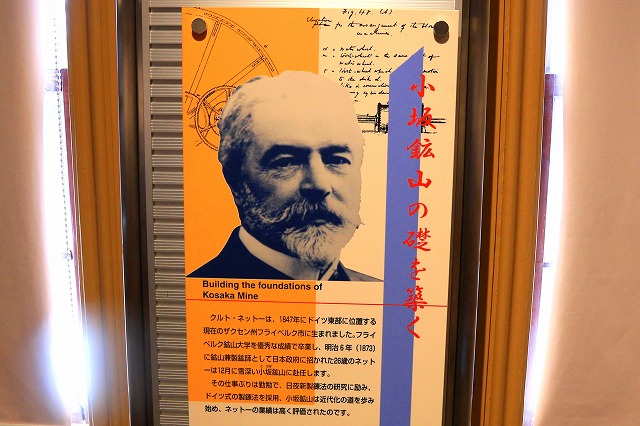 Fig. 48. (A)
for the arrangement of the
小坂鉱山の礎を築く
Building the foundations of
Kosaka Mine
クルト・ネットーは、1847年にドイツ東部に位置する
現在のザクセン州フライベルク市に生まれました。フライ
ベルク鉱山大学を優秀な成績で卒業し、明治6年（1873）
に鉱山兼製鉱師として日本政府に招かれた26歳のネット
ーは12月に雪深い小坂鉱山に赴任します。
その仕事ぶりは勤勉で、日夜新製錬法の研究に励み、
ドイツ式の製錬法を採用、小坂鉱山は近代化の道を歩み
始め、ネットーの業績は高く評価されたのです。